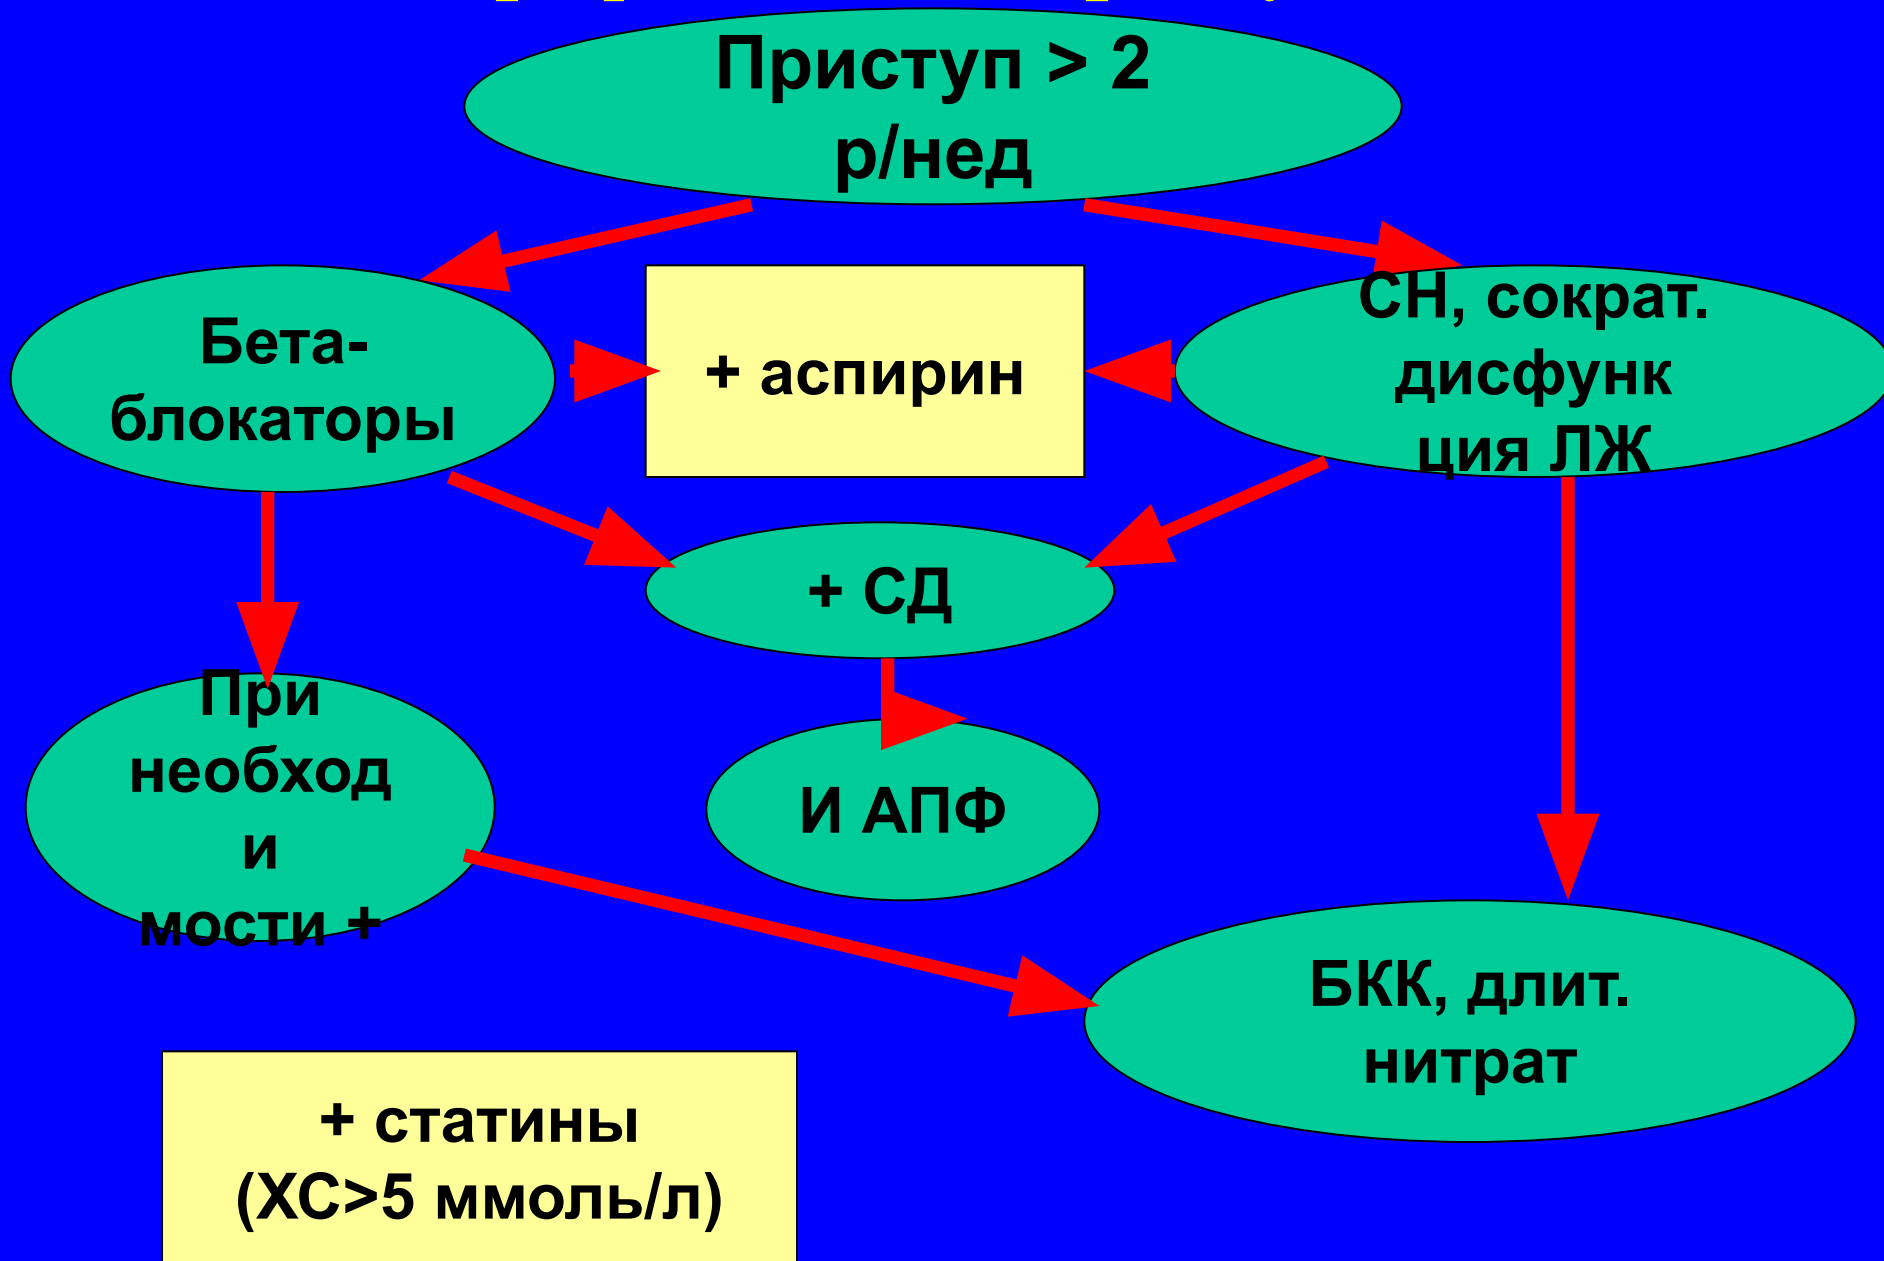 Приступ > 2
р/нед
Бета-
блокаторы
+ аспирин
СН, сократ.
дисфунк
ция ЛЖ
+ СД
При
необход
и
мости +
И АПФ
БКК, длит.
нитрат
+ статины
(ХС>5 ммоль/л)